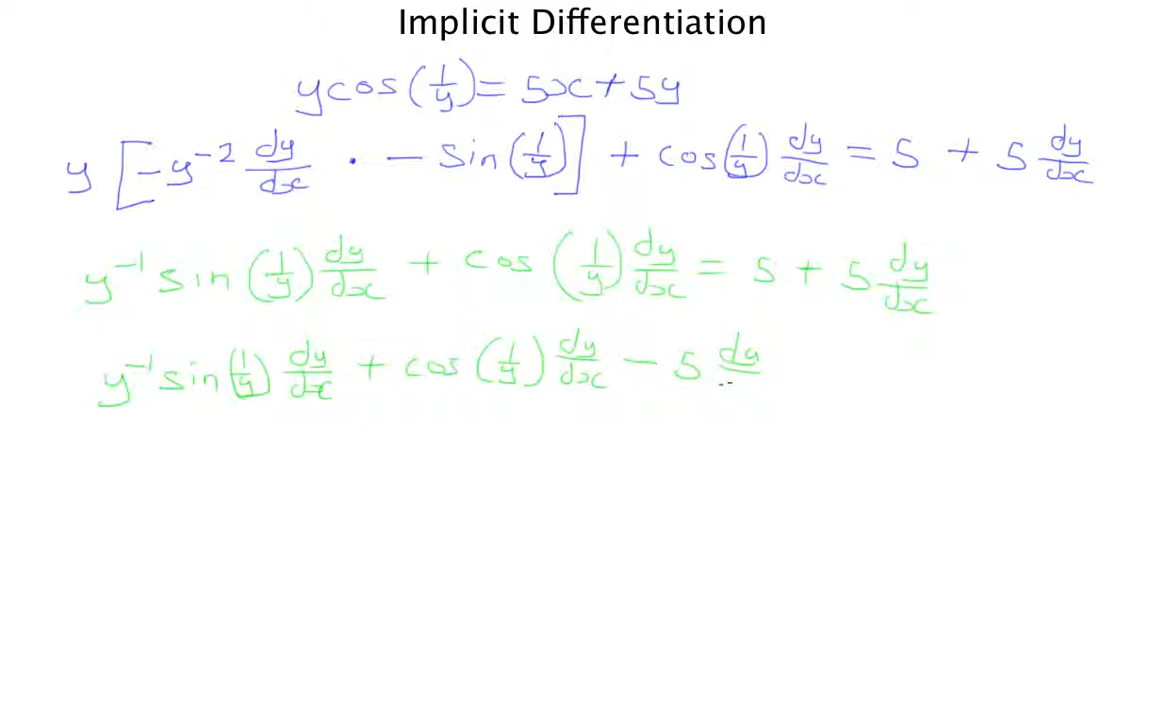 Implicit Differentiation
y cos(1/y) = 5x + 5y
y [-y^-2 dy/dx · - sin(1/y)] + cos(1/y) dy/dx = 5 + 5 dy/dx
y^-1 sin(1/y) dy/dx + cos(1/y) dy/dx = 5 + 5 dy/dx
y^-1 sin(1/y) dy/dx + cos(1/y) dy/dx - 5 dy